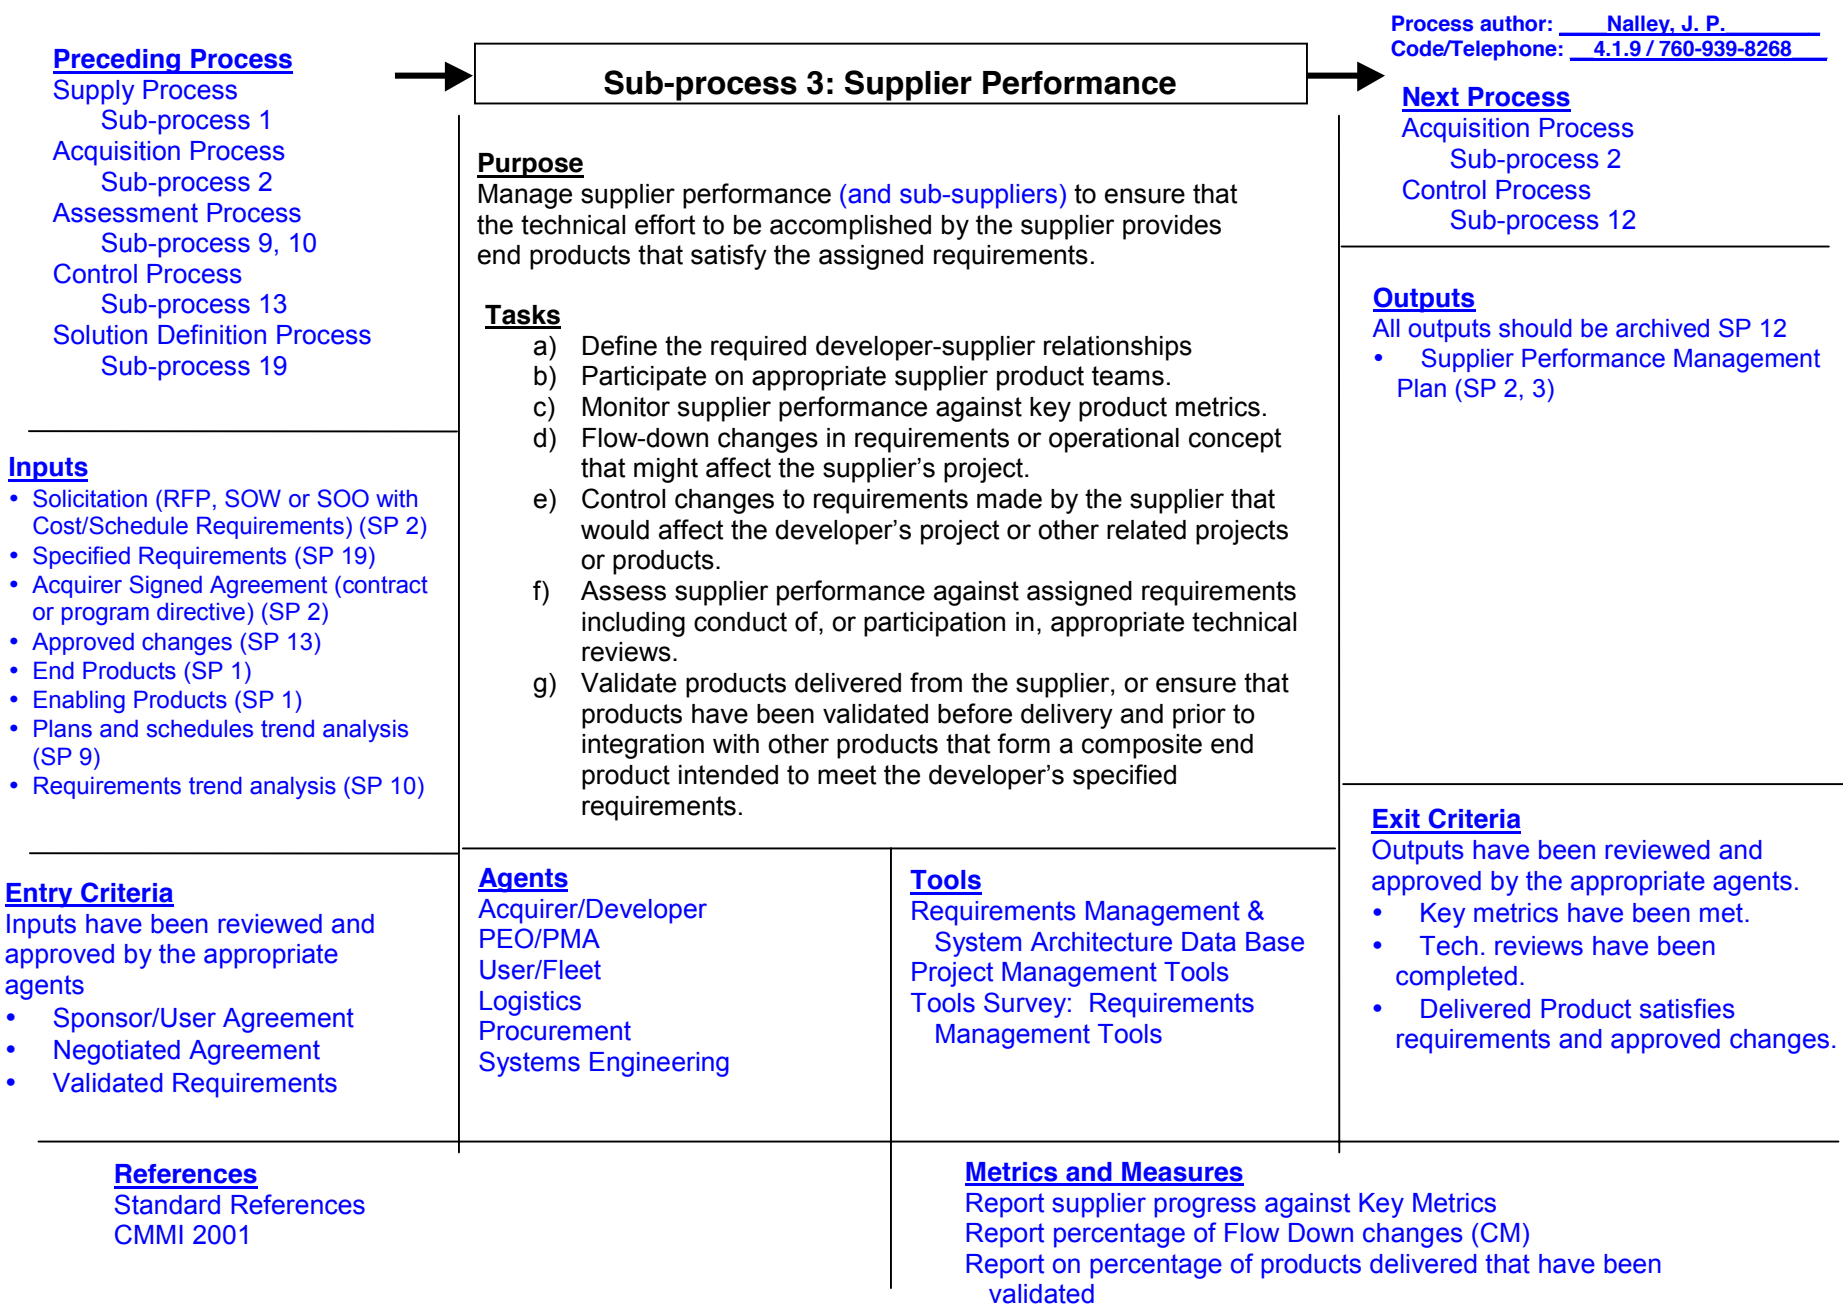 Process author: Nalley, J. P.
Code/Telephone: 4.1.9 / 760-939-8268
Preceding Process
Supply Process
Sub-process 1
Acquisition Process
Sub-process 2
Assessment Process
Sub-process 9, 10
Control Process
Sub-process 13
Solution Definition Process
Sub-process 19
Sub-process 3: Supplier Performance
Next Process
Acquisition Process
Sub-process 2
Control Process
Sub-process 12
Purpose
Manage supplier performance (and sub-suppliers) to ensure that
the technical effort to be accomplished by the supplier provides
end products that satisfy the assigned requirements.
Tasks
a) Define the required developer-supplier relationships
b) Participate on appropriate supplier product teams.
c) Monitor supplier performance against key product metrics.
d) Flow-down changes in requirements or operational concept
that might affect the supplier's project.
e) Control changes to requirements made by the supplier that
would affect the developer's project or other related projects
or products.
f) Assess supplier performance against assigned requirements
including conduct of, or participation in, appropriate technical
reviews.
g) Validate products delivered from the supplier, or ensure that
products have been validated before delivery and prior to
integration with other products that form a composite end
product intended to meet the developer's specified
requirements.
Outputs
All outputs should be archived SP 12
• Supplier Performance Management
Plan (SP 2, 3)
Inputs
• Solicitation (RFP, SOW or SOO with
Cost/Schedule Requirements) (SP 2)
• Specified Requirements (SP 19)
• Acquirer Signed Agreement (contract
or program directive) (SP 2)
• Approved changes (SP 13)
• End Products (SP 1)
• Enabling Products (SP 1)
• Plans and schedules trend analysis
(SP 9)
• Requirements trend analysis (SP 10)
Entry Criteria
Inputs have been reviewed and
approved by the appropriate
agents
• Sponsor/User Agreement
• Negotiated Agreement
• Validated Requirements
Agents
Acquirer/Developer
PEO/PMA
User/Fleet
Logistics
Procurement
Systems Engineering
Tools
Requirements Management &
System Architecture Data Base
Project Management Tools
Tools Survey: Requirements
Management Tools
Exit Criteria
Outputs have been reviewed and
approved by the appropriate agents.
• Key metrics have been met.
• Tech. reviews have been
completed.
• Delivered Product satisfies
requirements and approved changes.
References
Standard References
CMMI 2001
Metrics and Measures
Report supplier progress against Key Metrics
Report percentage of Flow Down changes (CM)
Report on percentage of products delivered that have been
validated